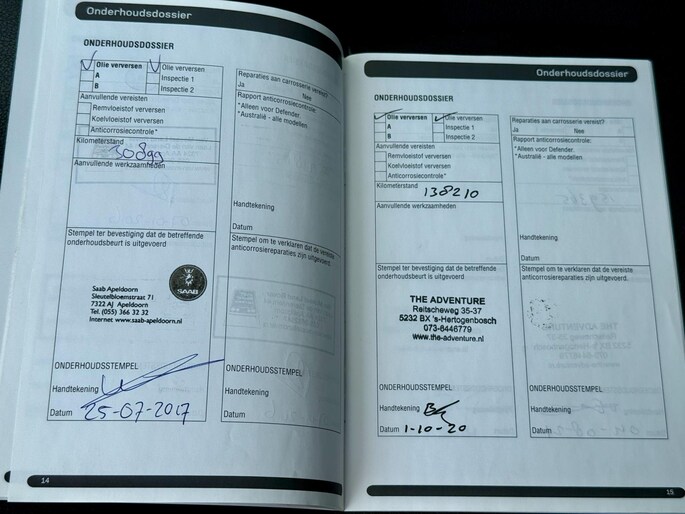 Onderhoudsdossier
ONDERHOUDSDOSSIER
Olie verversen
A
B
Olie verversen
Inspectie 1
Inspectie 2
Aanvullende vereisten
Remvloeistof verversen
Koelvloeistof verversen
Anticorrosiecontrole*
Kilometerstand
30899
Aanvullende werkzaamheden
Stempel ter bevestiging dat de betreffende
onderhoudsbeurt is uitgevoerd
SAAB
Saab Apeldoorn
Sleutelbloemstraat 71
7322 AJ Apeldoorn
Tel. (055) 366 32 32
Internet www.saab-apeldoorn.nl
ONDERHOUDSSTEMPEL
Handtekening
Datum 25-07-2017
Reparaties aan carrosserie vereist?
Ja Nee
Rapport anticorrosiecontrole:
*Alleen voor Defender.
*Australië - alle modellen.
Handtekening
Datum
Stempel om te verklaren dat de vereiste
anticorrosiereparaties zijn uitgevoerd.
ONDERHOUDSSTEMPEL
Handtekening
Datum
14
Onderhoudsdossier
ONDERHOUDSDOSSIER
Olie verversen
A
B
Olie verversen
Inspectie 1
Inspectie 2
Aanvullende vereisten
Remvloeistof verversen
Koelvloeistof verversen
Anticorrosiecontrole*
Kilometerstand
138210
Aanvullende werkzaamheden
Stempel ter bevestiging dat de betreffende
onderhoudsbeurt is uitgevoerd
THE ADVENTURE
Reitscheweg 35-37
5232 BX 's-Hertogenbosch
073-6446779
www.the-adventure.nl
ONDERHOUDSSTEMPEL
Handtekening
Datum 1-10-20
Reparaties aan carrosserie vereist?
Ja Nee
Rapport anticorrosiecontrole:
*Alleen voor Defender.
*Australië - alle modellen.
Handtekening
Datum
Stempel om te verklaren dat de vereiste
anticorrosiereparaties zijn uitgevoerd.
ONDERHOUDSSTEMPEL
Handtekening
Datum
15